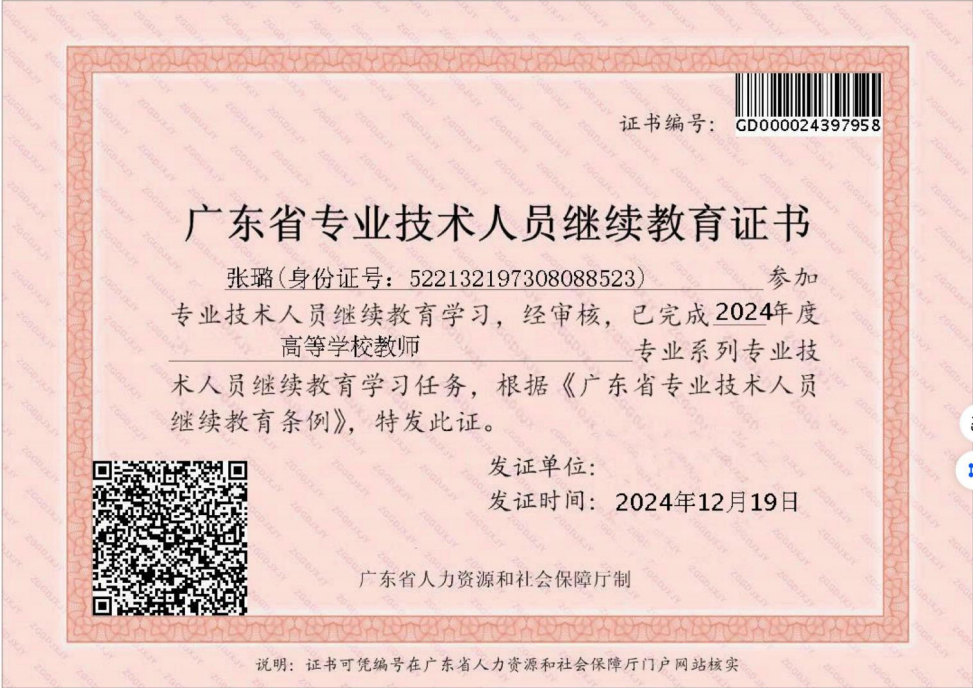 证书编号：
GD000024397958
广东省专业技术人员继续教育证书
张璐(身份证号：522132197308088523) 参加
专业技术人员继续教育学习，经审核，已完成2024年度
高等学校教师 专业系列专业技
术人员继续教育学习任务，根据《广东省专业技术人员
继续教育条例》，特发此证。
发证单位：
发证时间：2024年12月19日
广东省人力资源和社会保障厅制
说明：证书可凭编号在广东省人力资源和社会保障厅门户网站核实